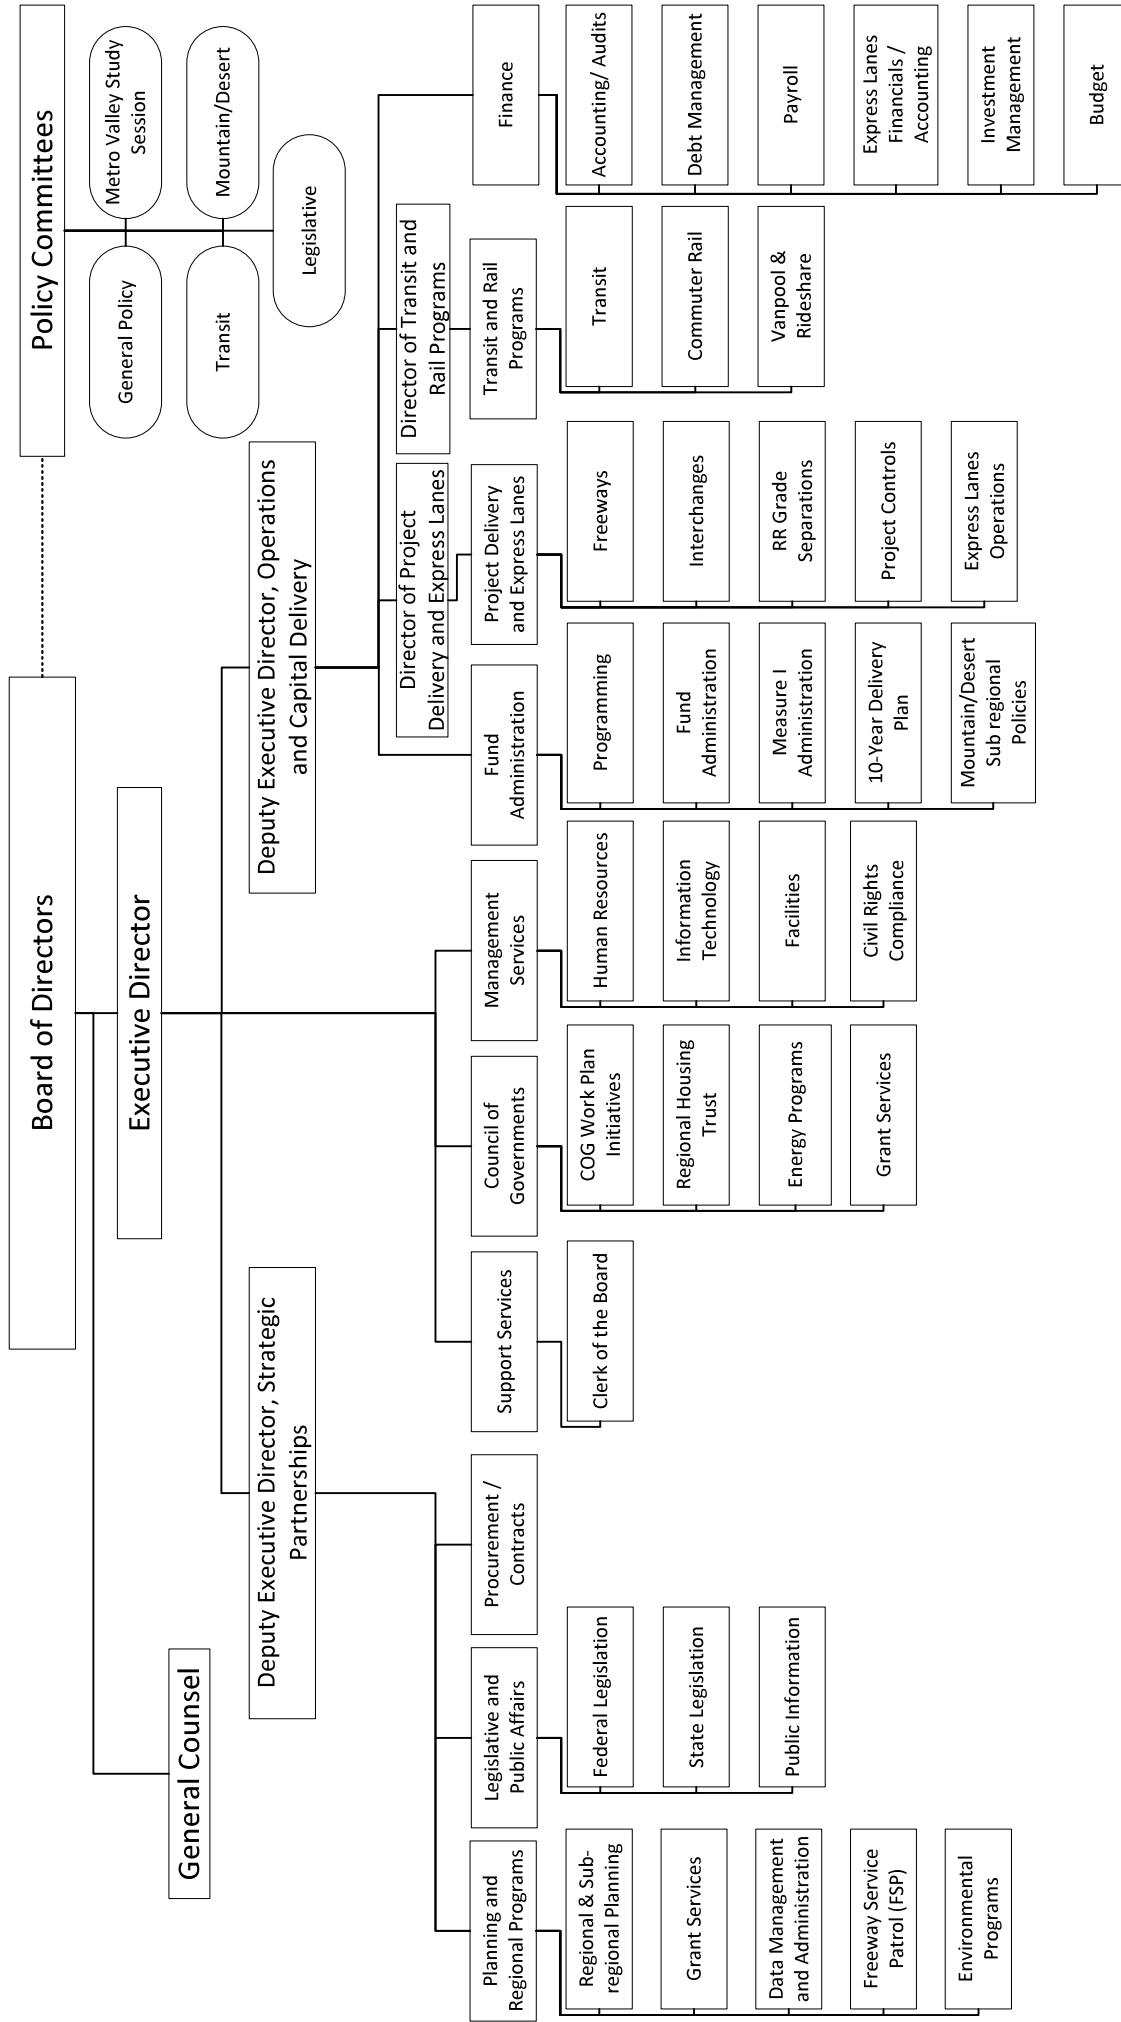 Board of Directors
Policy Committees
General Policy
Metro Valley Study
Session
Transit
Mountain/Desert
Legislative
Executive Director
General Counsel
Deputy Executive Director, Strategic
Partnerships
Deputy Executive Director, Operations
and Capital Delivery
Director of Project
Delivery and Express Lanes
Director of Transit and
Rail Programs
Planning and
Regional Programs
Regional & Sub-
regional Planning
Grant Services
Data Management
and Administration
Freeway Service
Patrol (FSP)
Environmental
Programs
Legislative and
Public Affairs
Federal Legislation
State Legislation
Public Information
Procurement /
Contracts
Support Services
Clerk of the Board
Council of
Governments
COG Work Plan
Initiatives
Regional Housing
Trust
Energy Programs
Grant Services
Management
Services
Human Resources
Information
Technology
Facilities
Civil Rights
Compliance
Fund
Administration
Programming
Fund
Administration
Measure I
Administration
10-Year Delivery
Plan
Mountain/Desert
Sub regional
Policies
Project Delivery
and Express Lanes
Freeways
Interchanges
RR Grade
Separations
Project Controls
Express Lanes
Operations
Transit and Rail
Programs
Transit
Commuter Rail
Vanpool &
Rideshare
Finance
Accounting/ Audits
Debt Management
Payroll
Express Lanes
Financials /
Accounting
Investment
Management
Budget